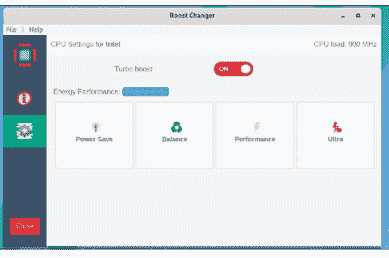 Boost Changer
File | Help
CPU Settings for Intel
CPU load: 900 MHz
Turbo boost
ON
Energy Performance:
Power Save
Balance
Performance
Ultra
Close